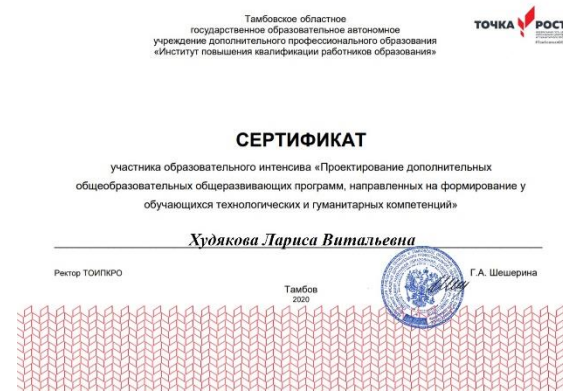 Тамбовское областное
государственное образовательное автономное
учреждение дополнительного профессионального образования
«Институт повышения квалификации работников образования»
ТОЧКА РОСТ
СЕРТИФИКАТ
участника образовательного интенсива «Проектирование дополнительных
общеобразовательных общеразвивающих программ, направленных на формирование у
обучающихся технологических и гуманитарных компетенций»
Худякова Лариса Витальевна
Ректор ТОИПКРО
Г.А. Шешерина
Тамбов
2020